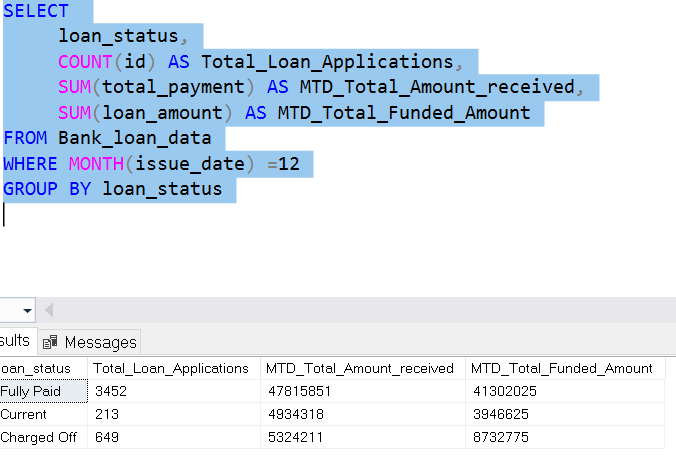 SELECT
loan_status,
COUNT(id) AS Total_Loan_Applications,
SUM(total_payment) AS MTD_Total_Amount_received,
SUM(loan_amount) AS MTD_Total_Funded_Amount
FROM Bank_loan_data
WHERE MONTH(issue_date) =12
GROUP BY loan_status
sults Messages
oan_status Total_Loan_Applications MTD_Total_Amount_received MTD_Total_Funded_Amount
Fully Paid 3452 47815851 41302025
Current 213 4934318 3946625
Charged Off 649 5324211 8732775